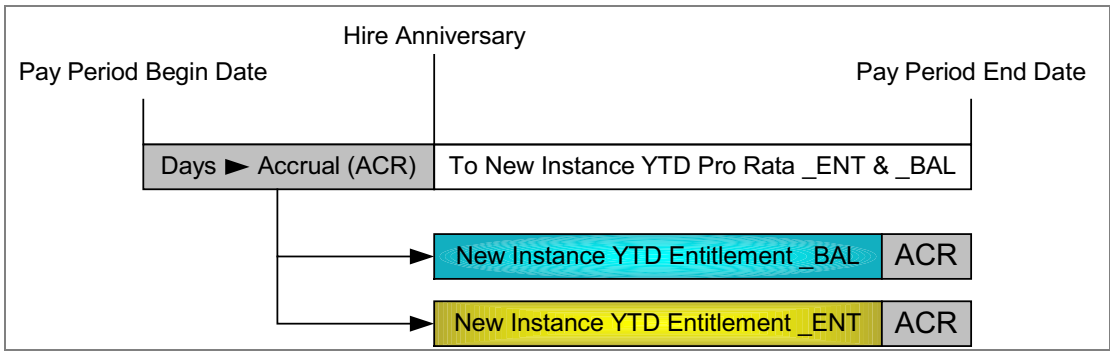 Hire Anniversary
Pay Period Begin Date
Pay Period End Date
Days ► Accrual (ACR)
To New Instance YTD Pro Rata _ENT & _BAL
New Instance YTD Entitlement _BAL
ACR
New Instance YTD Entitlement _ENT
ACR